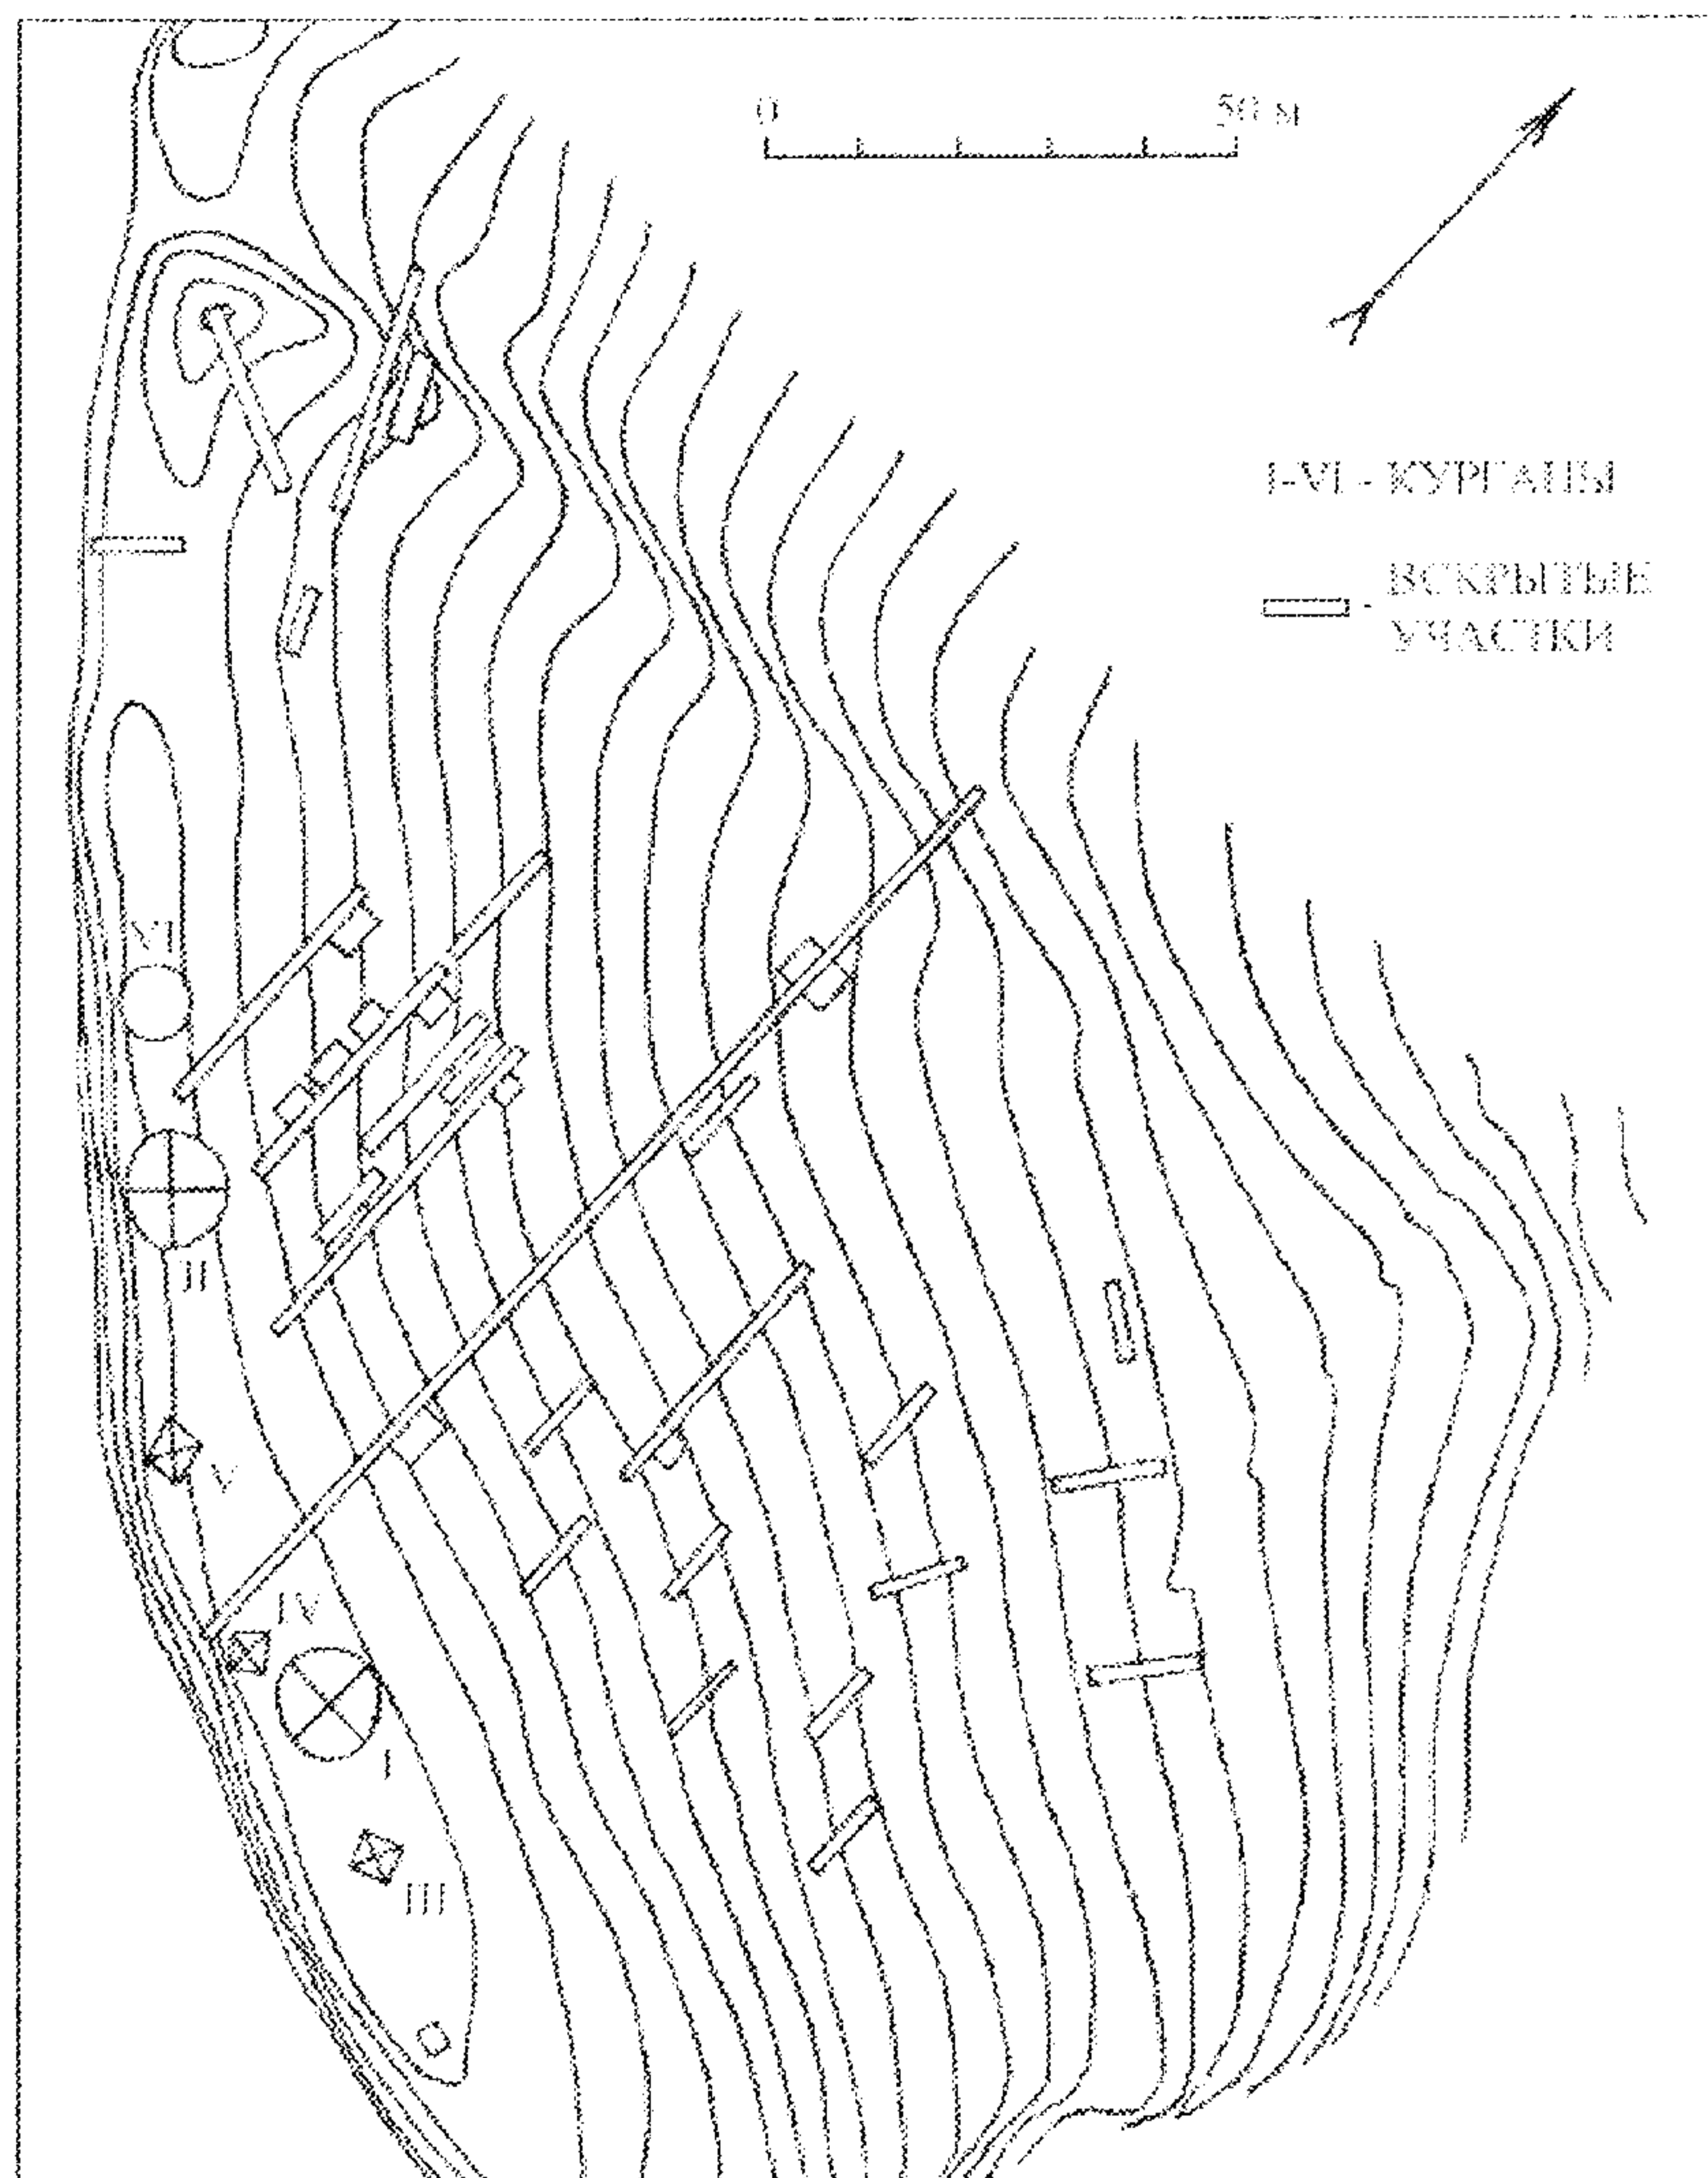 0 50 м
I-VI - КУРГАНЫ
- ВСКРЫТЫЕ
УЧАСТКИ
VI
II
V
IV
I
III